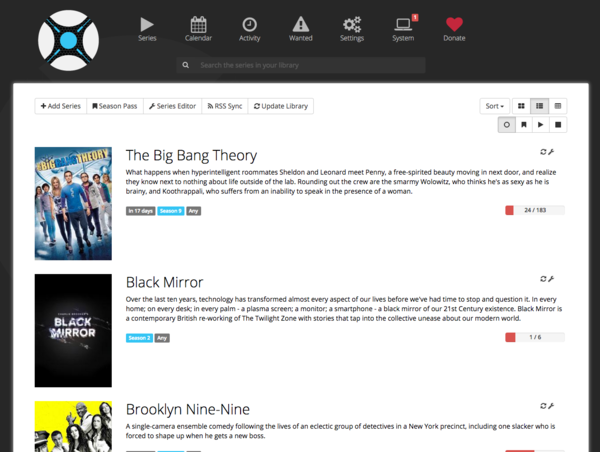 Series
Calendar
Activity
Wanted
Settings
1
System
Donate
Search the series in your library
Add Series
Season Pass
Series Editor
RSS Sync
Update Library
Sort
BIG BANG THEORY
The Big Bang Theory
What happens when hyperintelligent roommates Sheldon and Leonard meet Penny, a free-spirited beauty moving in next door, and realize
they know next to nothing about life outside of the lab. Rounding out the crew are the smarmy Wolowitz, who thinks he's as sexy as he is
brainy, and Koothrappali, who suffers from an inability to speak in the presence of a woman.
In 17 days
Any
24 / 183
BLACK
MIRROR
Black Mirror
Over the last ten years, technology has transformed almost every aspect of our lives before we've had time to stop and question it. In every
home; on every desk; in every palm - a plasma screen; a monitor; a smartphone - a black mirror of our 21st Century existence. Black Mirror is
a contemporary British re-working of The Twilight Zone with stories that tap into the collective unease about our modern world.
Season 2
Any
1 / 6
Brooklyn Nine-Nine
A single-camera ensemble comedy following the lives of an eclectic group of detectives in a New York precinct, including one slacker who is
forced to shape up when he gets a new boss.